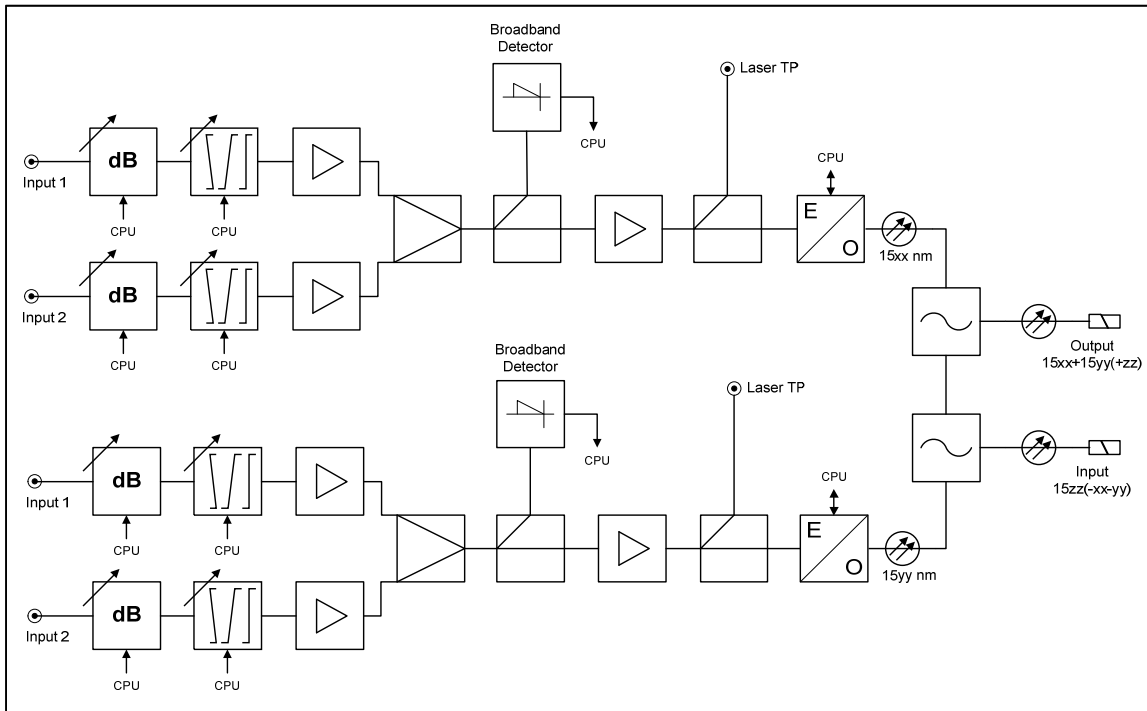 Broadband
Detector
Laser TP
CPU
CPU
dB
Input 1
CPU
CPU
E
O
15xx nm
dB
Input 2
CPU
CPU
Output
15xx+15yy(+zz)
Broadband
Detector
Laser TP
CPU
CPU
Input
15zz(-xx-yy)
dB
Input 1
CPU
CPU
E
O
15yy nm
dB
Input 2
CPU
CPU